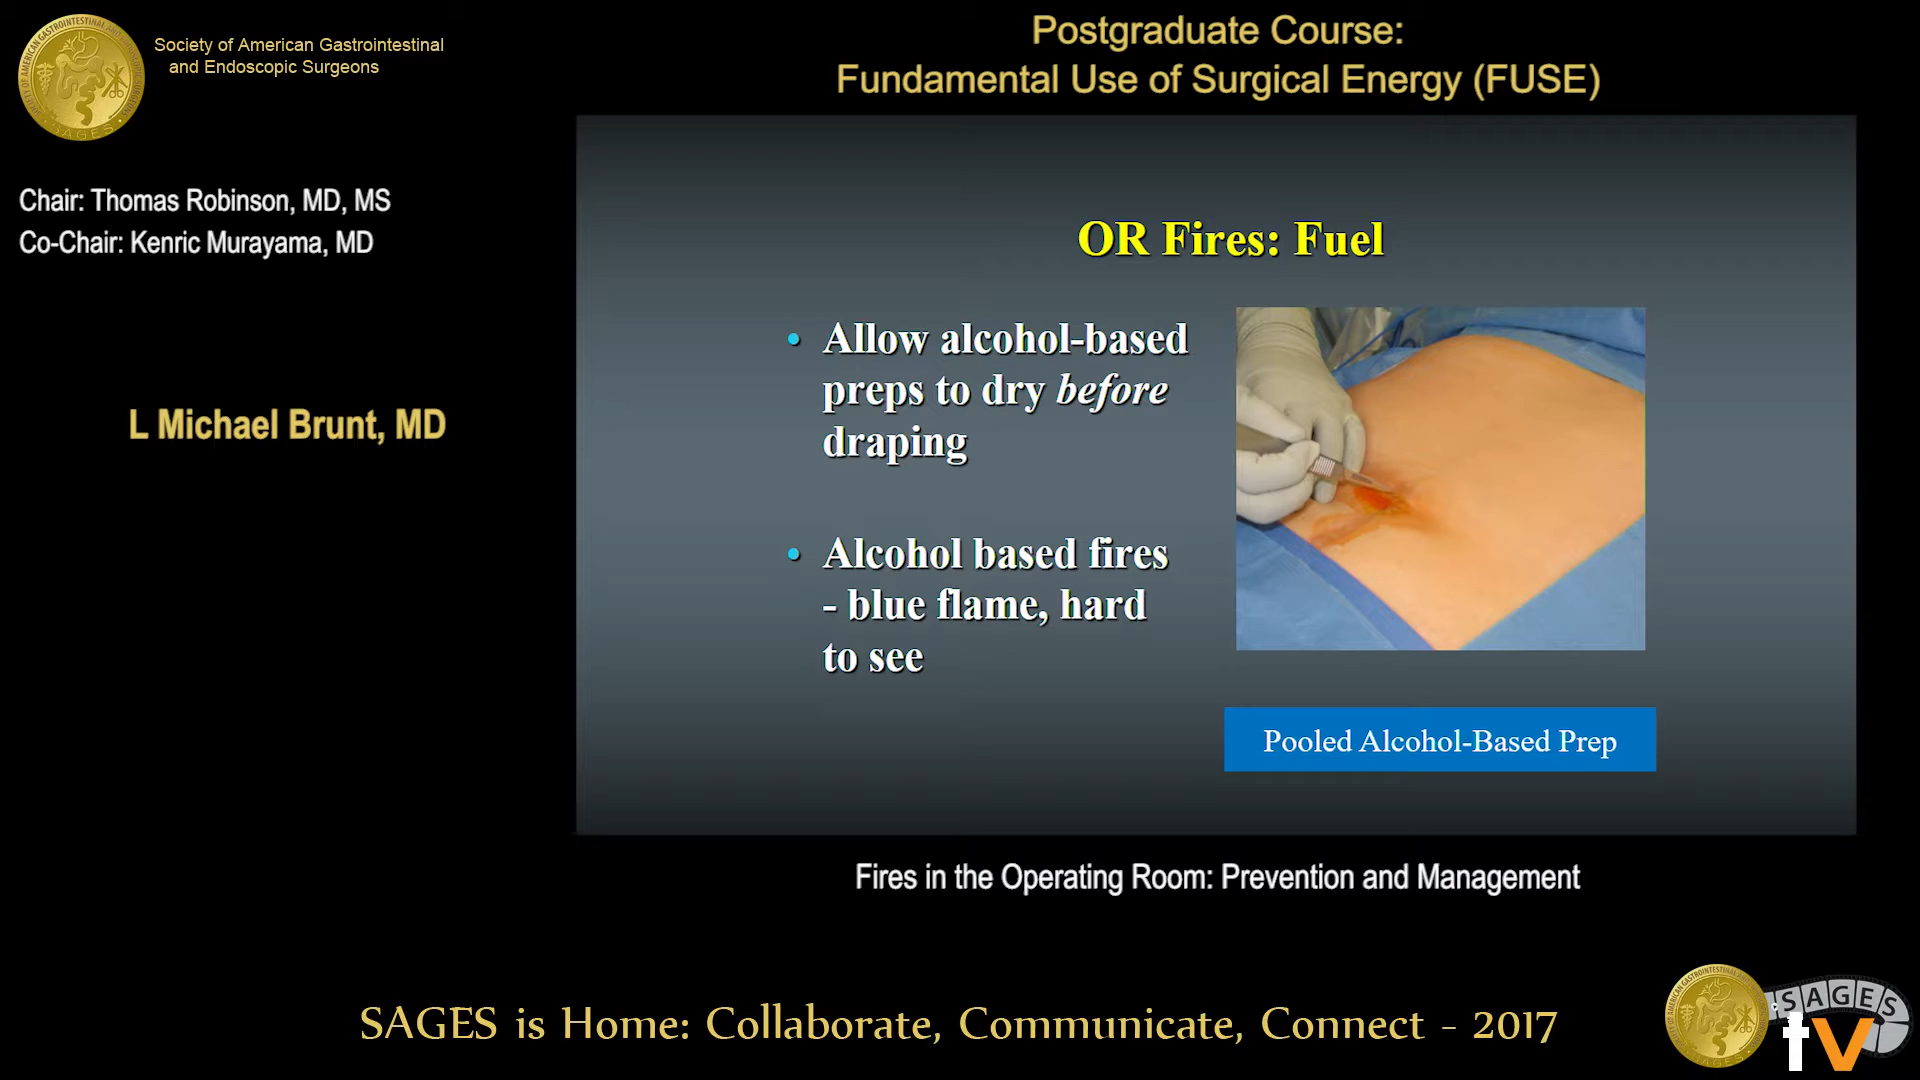 Society of American Gastrointestinal
and Endoscopic Surgeons
Postgraduate Course:
Fundamental Use of Surgical Energy (FUSE)
Chair: Thomas Robinson, MD, MS
Co-Chair: Kenric Murayama, MD
L Michael Brunt, MD
OR Fires: Fuel
• Allow alcohol-based
preps to dry before
draping
• Alcohol based fires
- blue flame, hard
to see
Pooled Alcohol-Based Prep
Fires in the Operating Room: Prevention and Management
SAGES is Home: Collaborate, Communicate, Connect - 2017
SAGES
tv